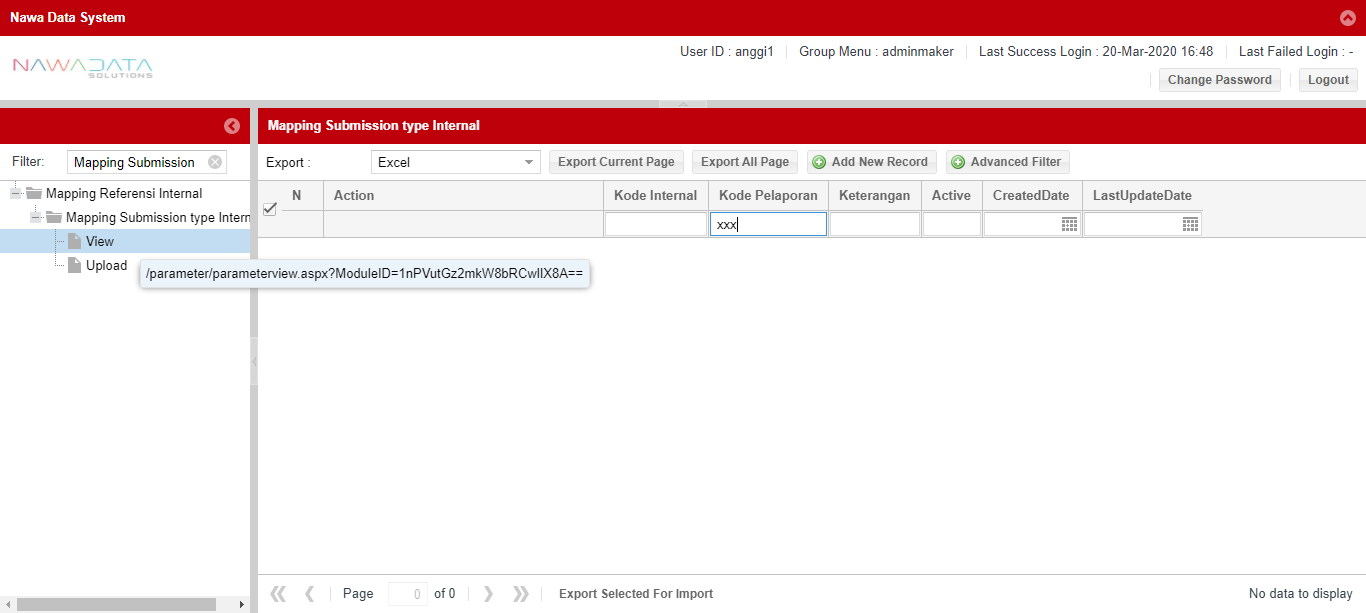 Nawa Data System
User ID : anggi1 Group Menu : adminmaker Last Success Login : 20-Mar-2020 16:48 Last Failed Login : -
NAWADATA
SOLUTIONS
Change Password Logout
Mapping Submission type Internal
Filter: Mapping Submission
Export : Excel Export Current Page Export All Page Add New Record Advanced Filter
Mapping Referensi Internal
N Action Kode Internal Kode Pelaporan Keterangan Active CreatedDate LastUpdateDate
Mapping Submission type Intern
xxx
View
Upload
/parameter/parameterview.aspx?ModuleID=1nPVutGz2mkW8bRCwlIX8A==
Page 0 of 0 Export Selected For Import No data to display